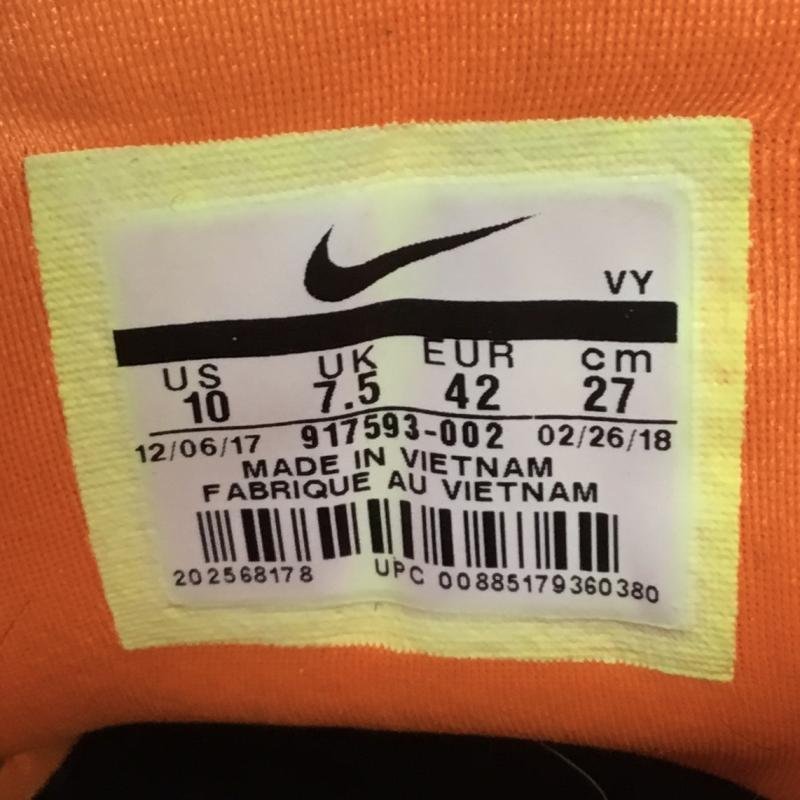 VY
US UK EUR cm
10 7.5 42 27
12/06/17 917593-002 02/26/18
MADE IN VIETNAM
FABRIQUE AU VIETNAM
202568178 UPC 00885179360380